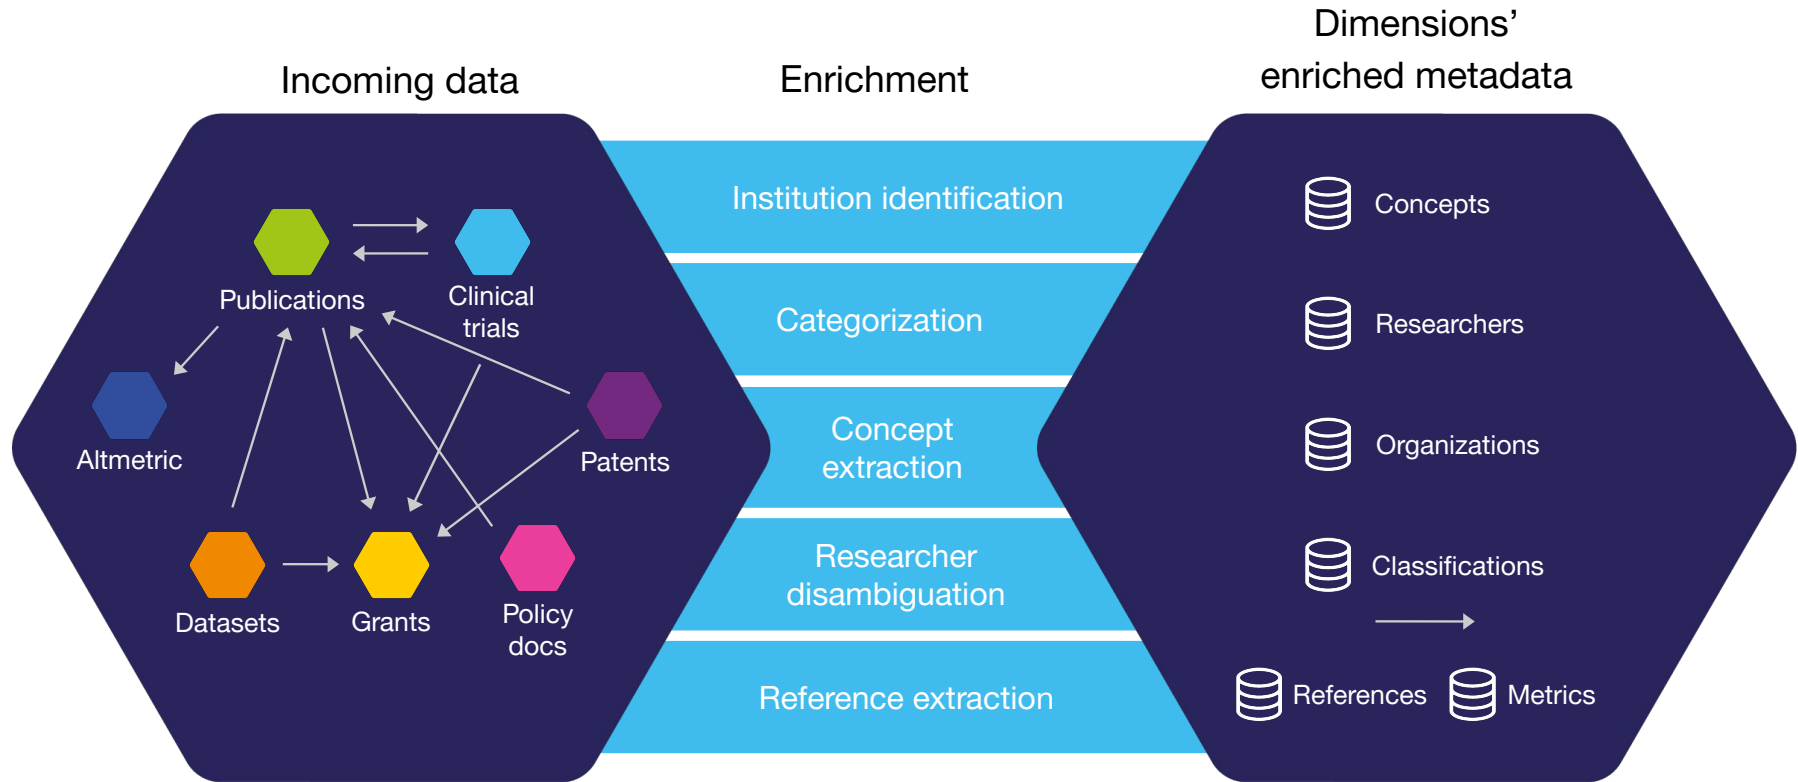 Incoming data
Enrichment
Dimensions’
enriched metadata
Publications
Clinical
trials
Altmetric
Patents
Datasets
Grants
Policy
docs
Institution identification
Categorization
Concept
extraction
Researcher
disambiguation
Reference extraction
Concepts
Researchers
Organizations
Classifications
References
Metrics